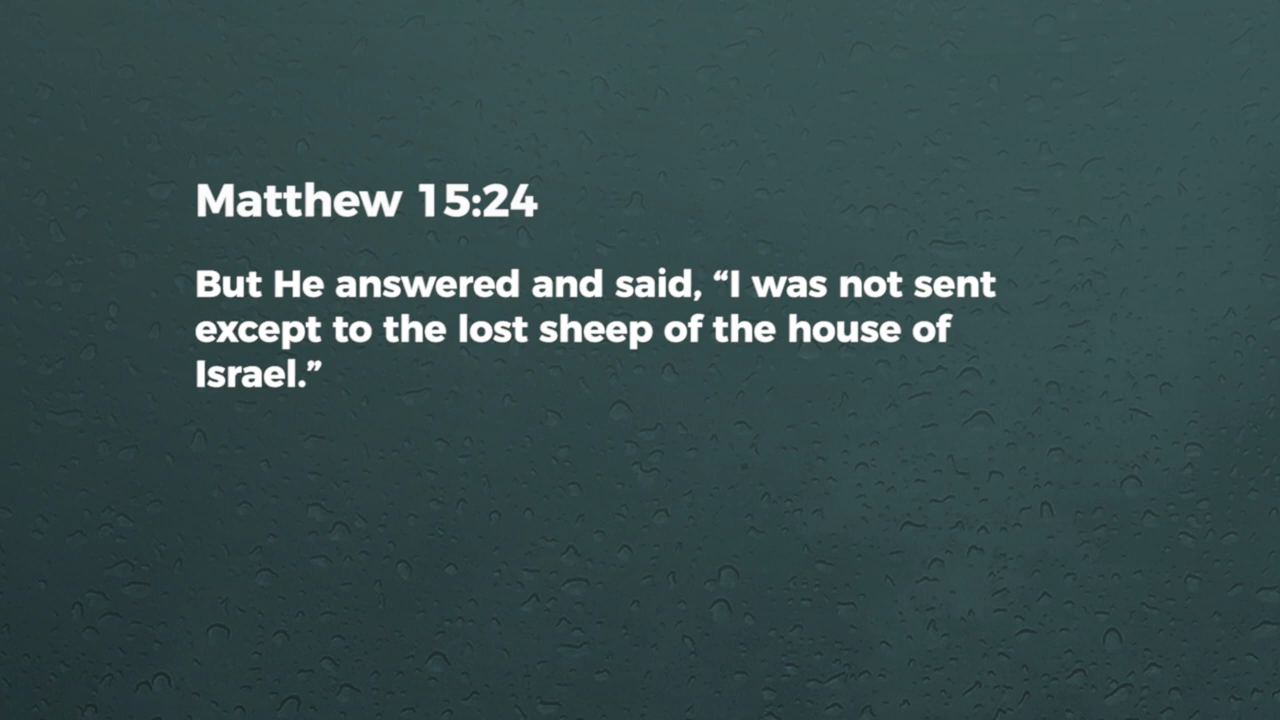 Matthew 15:24
But He answered and said, “I was not sent
except to the lost sheep of the house of
Israel.”